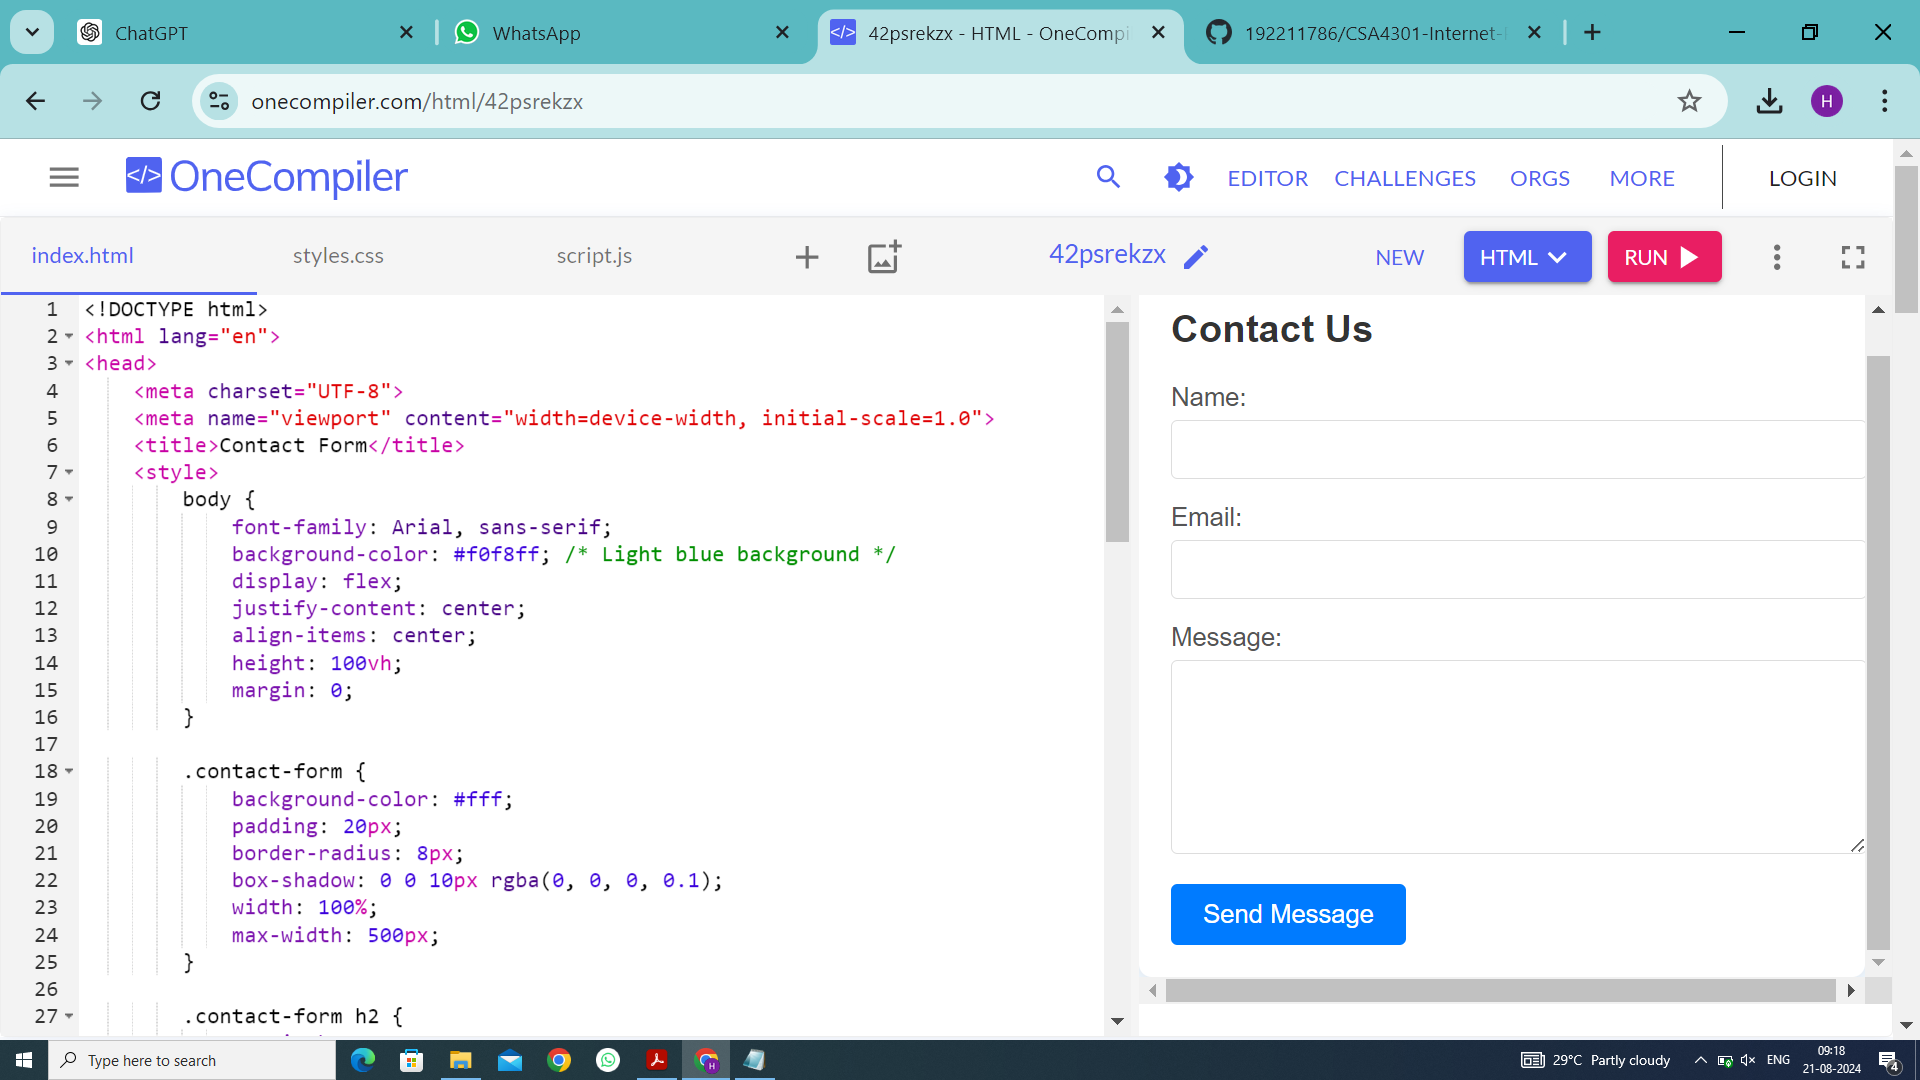 ChatGPT
WhatsApp
42psrekzx - HTML - OneCompi
192211786/CSA4301-Internet-
onecompiler.com/html/42psrekzx
H
</> OneCompiler
EDITOR
CHALLENGES
ORGS
MORE
LOGIN
index.html
styles.css
script.js
42psrekzx
NEW
HTML
RUN
1 <!DOCTYPE html>
2 <html lang="en">
3 <head>
4 <meta charset="UTF-8">
5 <meta name="viewport" content="width=device-width, initial-scale=1.0">
6 <title>Contact Form</title>
7 <style>
8 body {
9 font-family: Arial, sans-serif;
10 background-color: #f0f8ff; /* Light blue background */
11 display: flex;
12 justify-content: center;
13 align-items: center;
14 height: 100vh;
15 margin: 0;
16 }
17
18 .contact-form {
19 background-color: #fff;
20 padding: 20px;
21 border-radius: 8px;
22 box-shadow: 0 0 10px rgba(0, 0, 0, 0.1);
23 width: 100%;
24 max-width: 500px;
25 }
26
27 .contact-form h2 {
Contact Us
Name:
Email:
Message:
Send Message
Type here to search
29°C Partly cloudy
ENG
09:18
21-08-2024
4